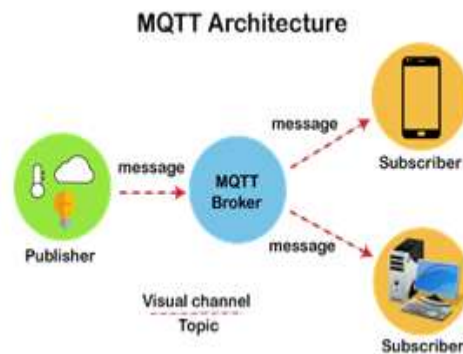 MQTT Architecture
message
Subscriber
message
MQTT
Broker
Publisher
message
Visual channel
Topic
Subscriber